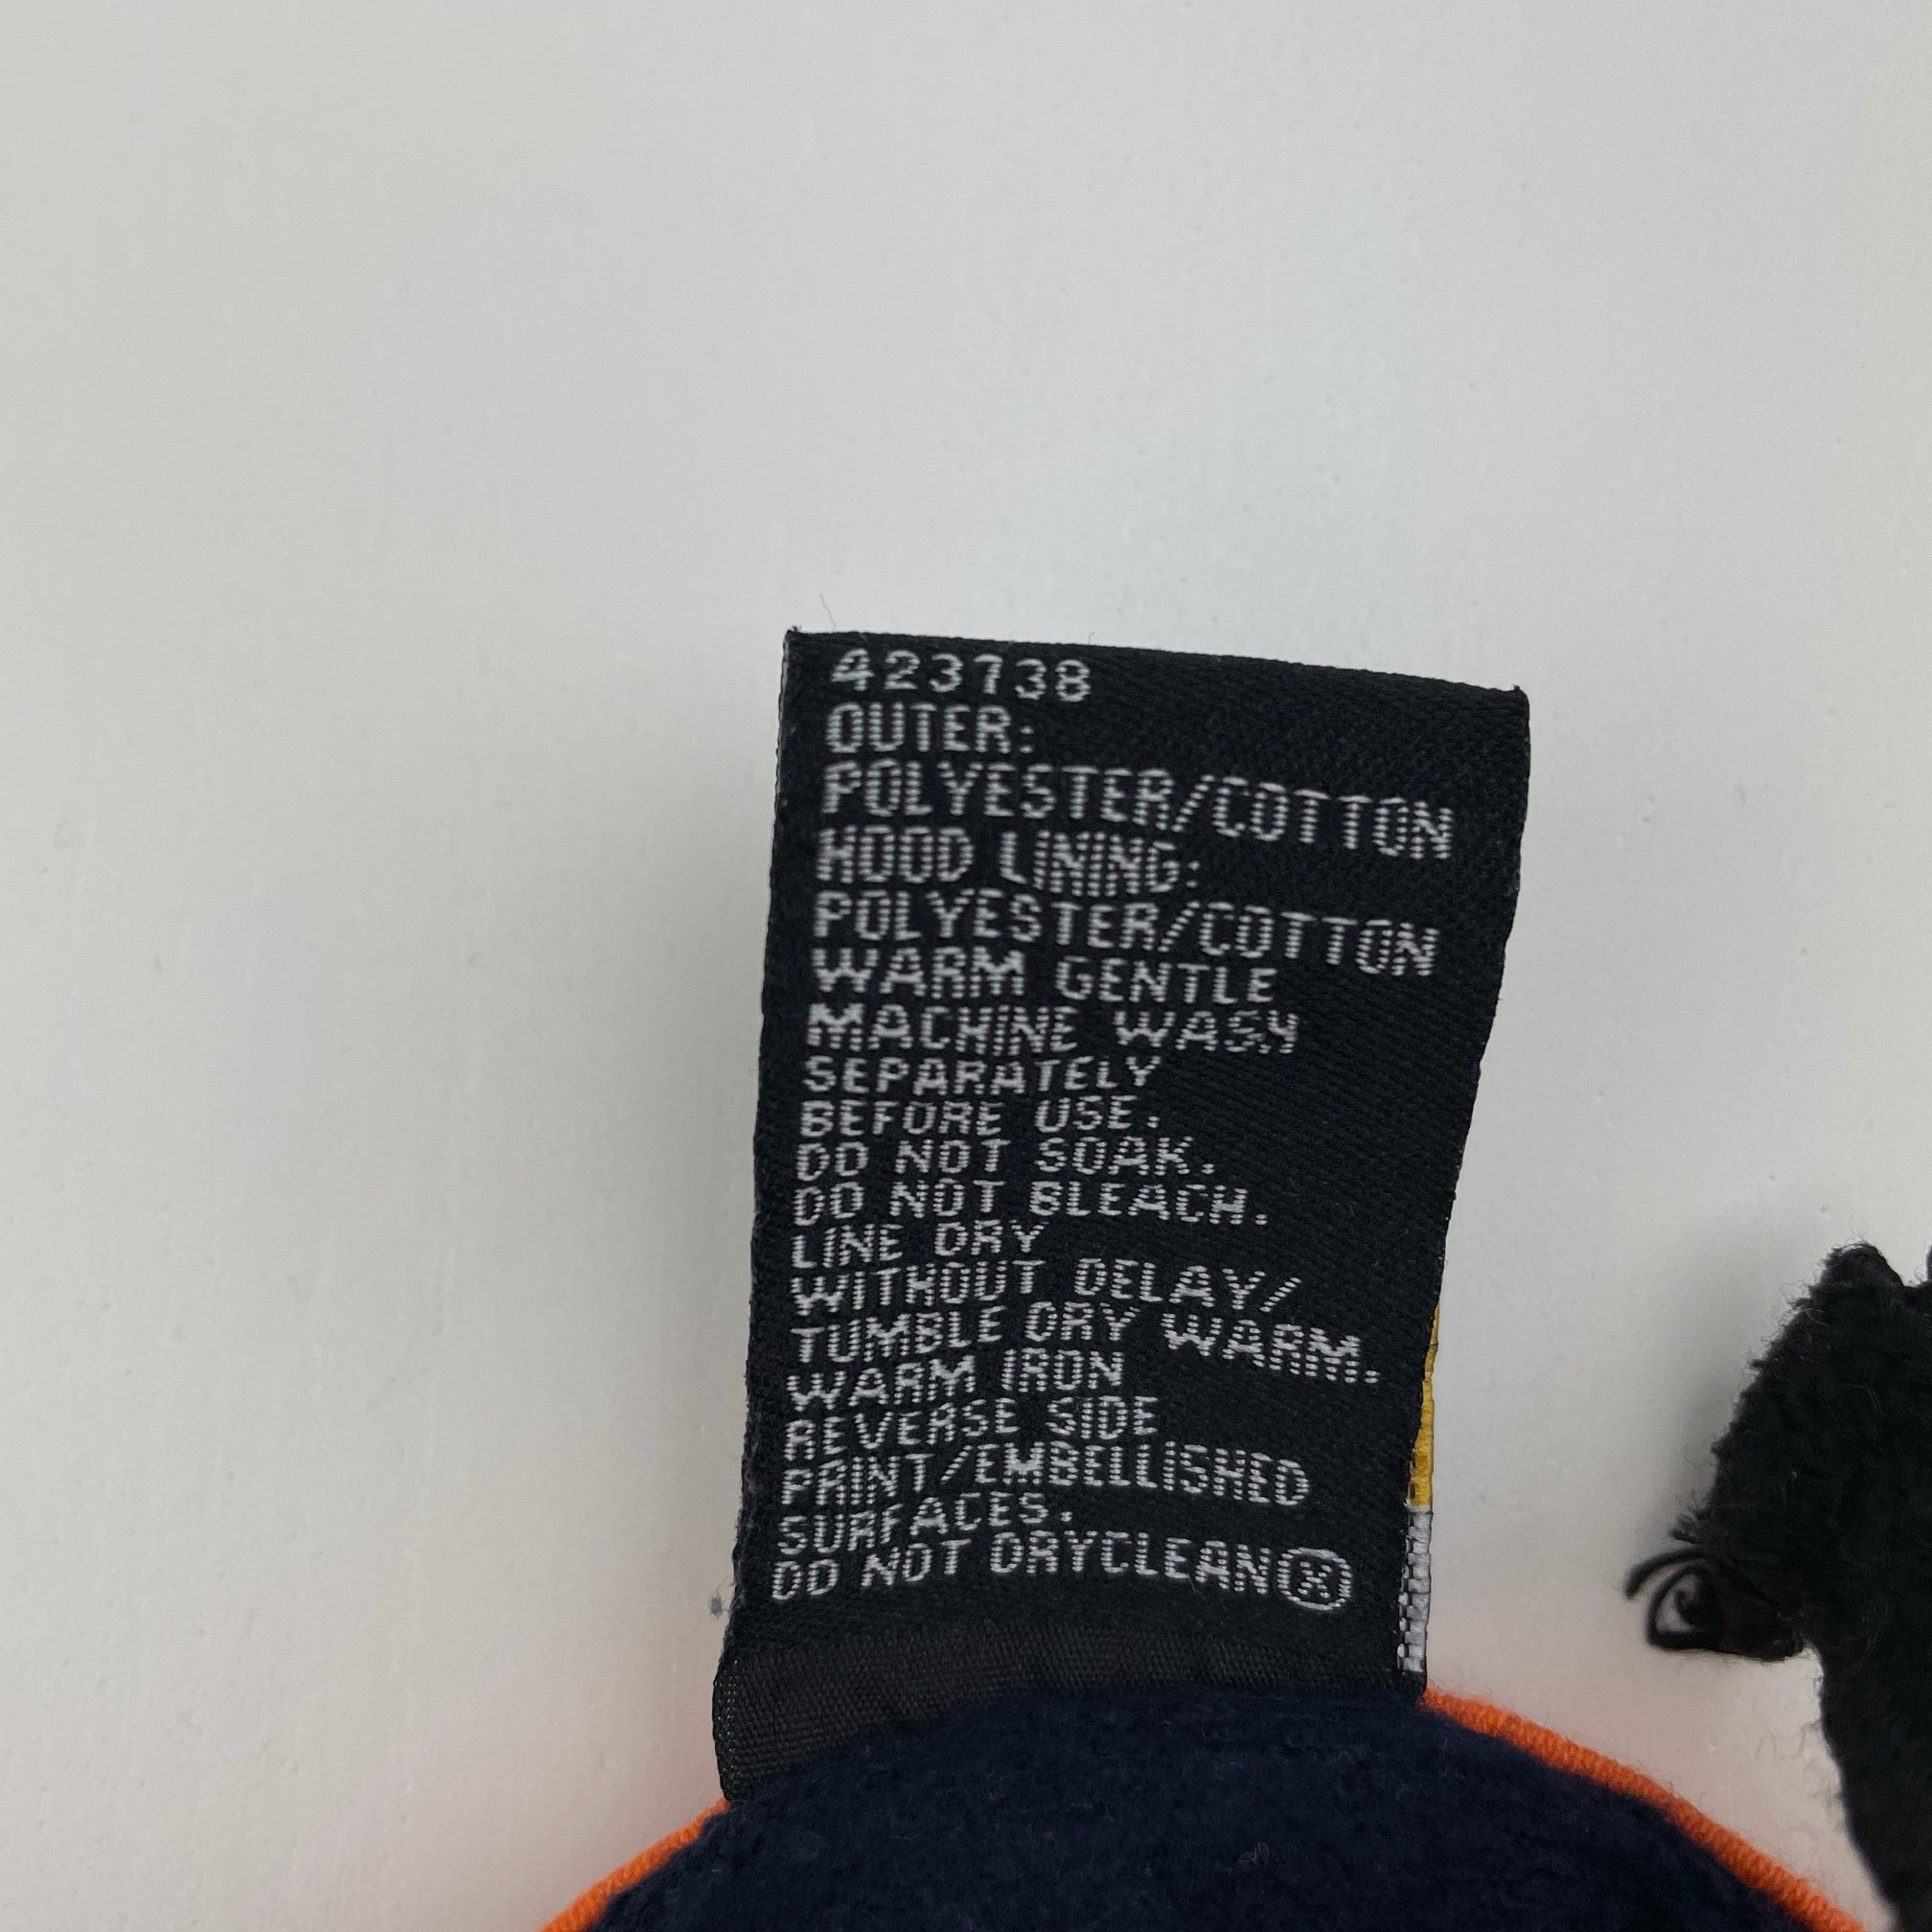 423738
OUTER:
POLYESTER/COTTON
HOOD LINING:
POLYESTER/COTTON
WARM GENTLE
MACHINE WASH
SEPARATELY
BEFORE USE.
DO NOT SOAK.
DO NOT BLEACH.
LINE DRY
WITHOUT DELAY/
TUMBLE DRY WARM.
WARM IRON
REVERSE SIDE
PRINT/EMBELLISHED
SURFACES.
DO NOT DRYCLEAN